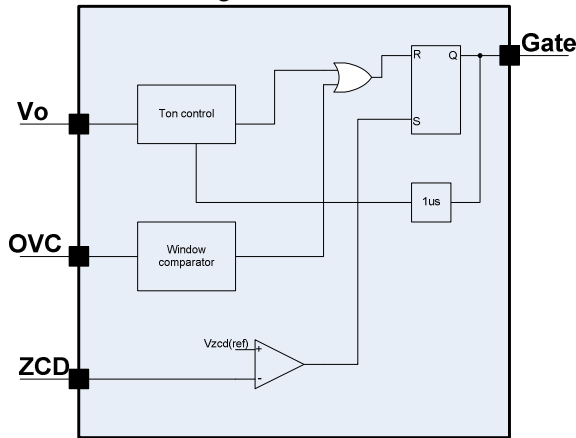 Gate
R Q
Vo
Ton control
S
1us
OVC
Window
comparator
Vzcd(ref)
+
ZCD
-